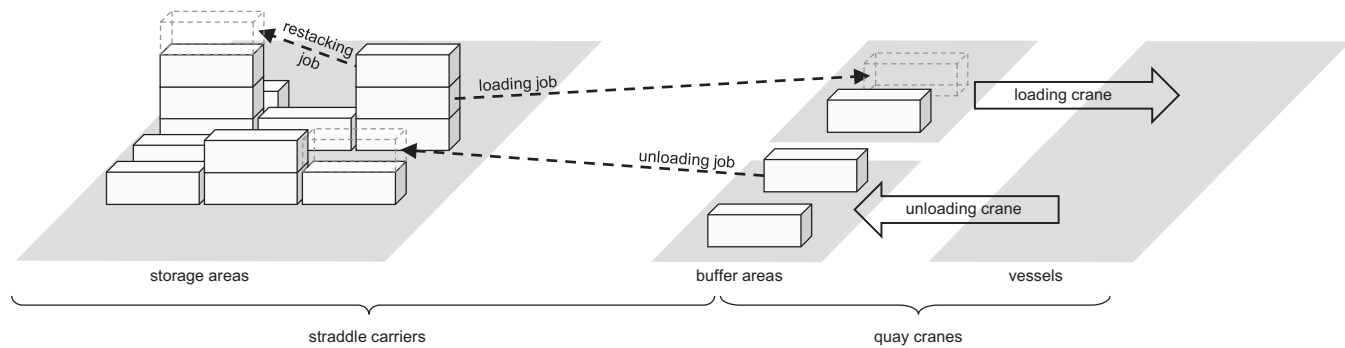 restacking
job
loading job
loading crane
unloading job
unloading crane
storage areas
buffer areas
vessels
straddle carriers
quay cranes